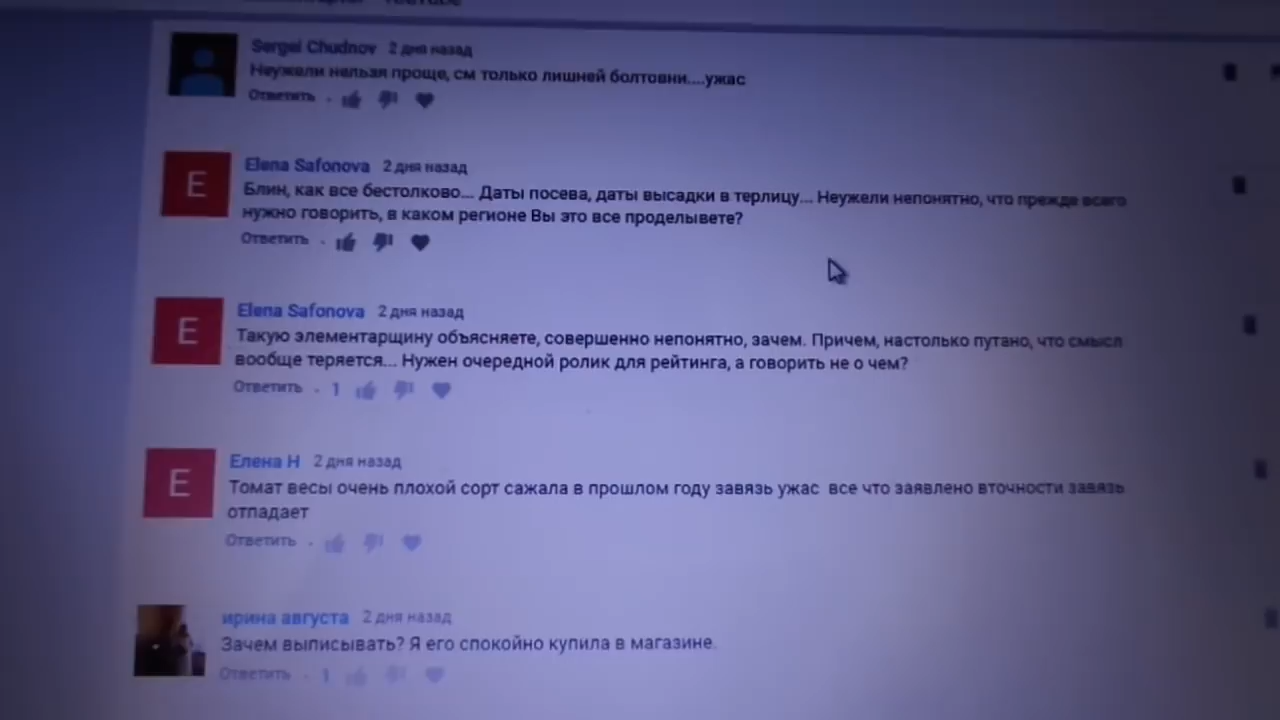 Sergei Chudnov 2 дня назад
Неужели нельзя проще, см только лишней болтовни....ужас
Ответить
E
Elena Safonova 2 дня назад
Блин, как все бестолково... Даты посева, даты высадки в терлицу... Неужели непонятно, что прежде всего
нужно говорить, в каком регионе Вы это все проделывете?
Ответить
E
Elena Safonova 2 дня назад
Такую элементарщину объясняете, совершенно непонятно, зачем. Причем, настолько путано, что смысл
вообще теряется... Нужен очередной ролик для рейтинга, а говорить не о чем?
Ответить 1
Е
Елена Н 2 дня назад
Томат весы очень плохой сорт сажала в прошлом году завязь ужас все что заявлено вточности завязь
отпадает
Ответить
ирина августа 2 дня назад
Зачем выписывать? Я его спокойно купила в магазине.
Ответить 1